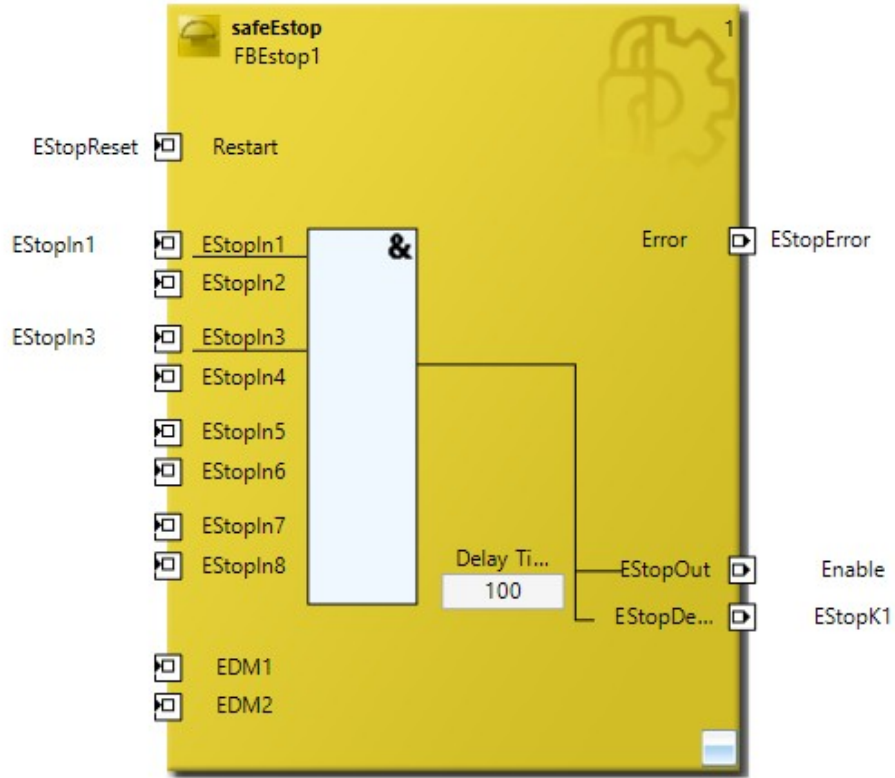 safeEstop
1
FBEstop1
EStopReset Restart
EStopIn1 EStopIn1 & Error EStopError
EStopIn2
EStopIn3 EStopIn3
EStopIn4
EStopIn5
EStopIn6
EStopIn7
EStopIn8
Delay Ti...
100
EStopOut Enable
EStopDe... EStopK1
EDM1
EDM2